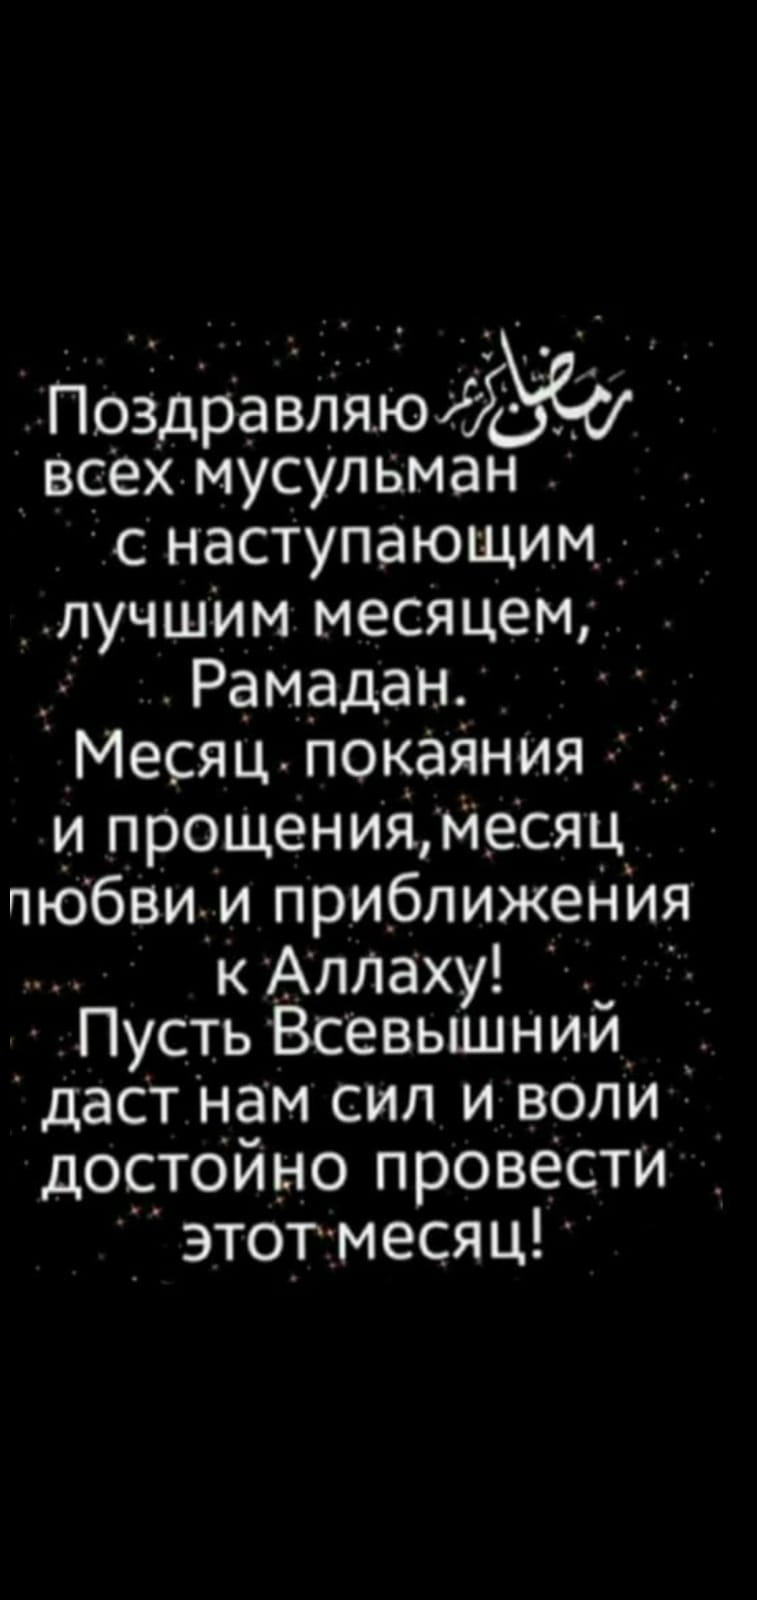 Поздравляю رمضان كريم
всех мусульман
с наступающим
лучшим месяцем,
Рамадан.
Месяц покаяния
и прощения, месяц
любви и приближения
к Аллаху!
Пусть Всевышний
даст нам сил и воли
достойно провести
этот месяц!